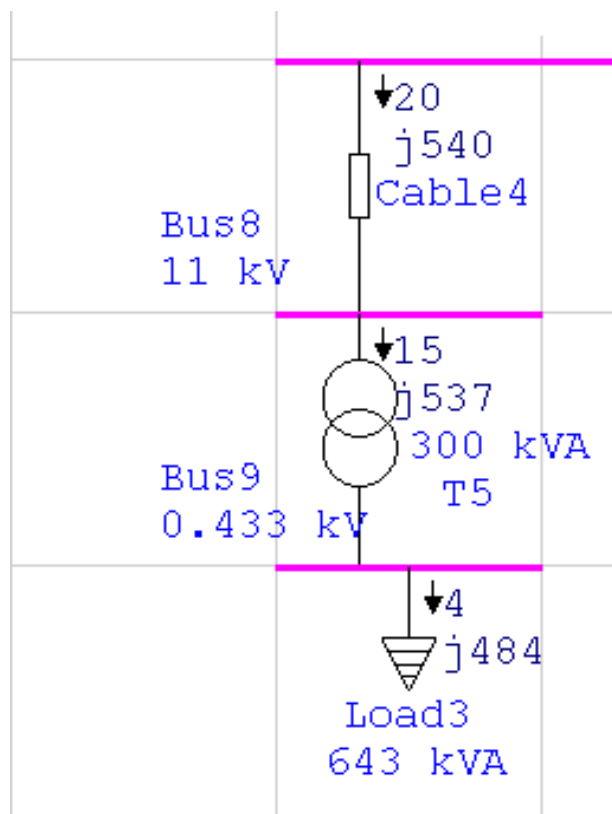 20
j540
Cable4
Bus8
11 kV
15
j537
300 kVA
T5
Bus9
0.433 kV
4
j484
Load3
643 kVA